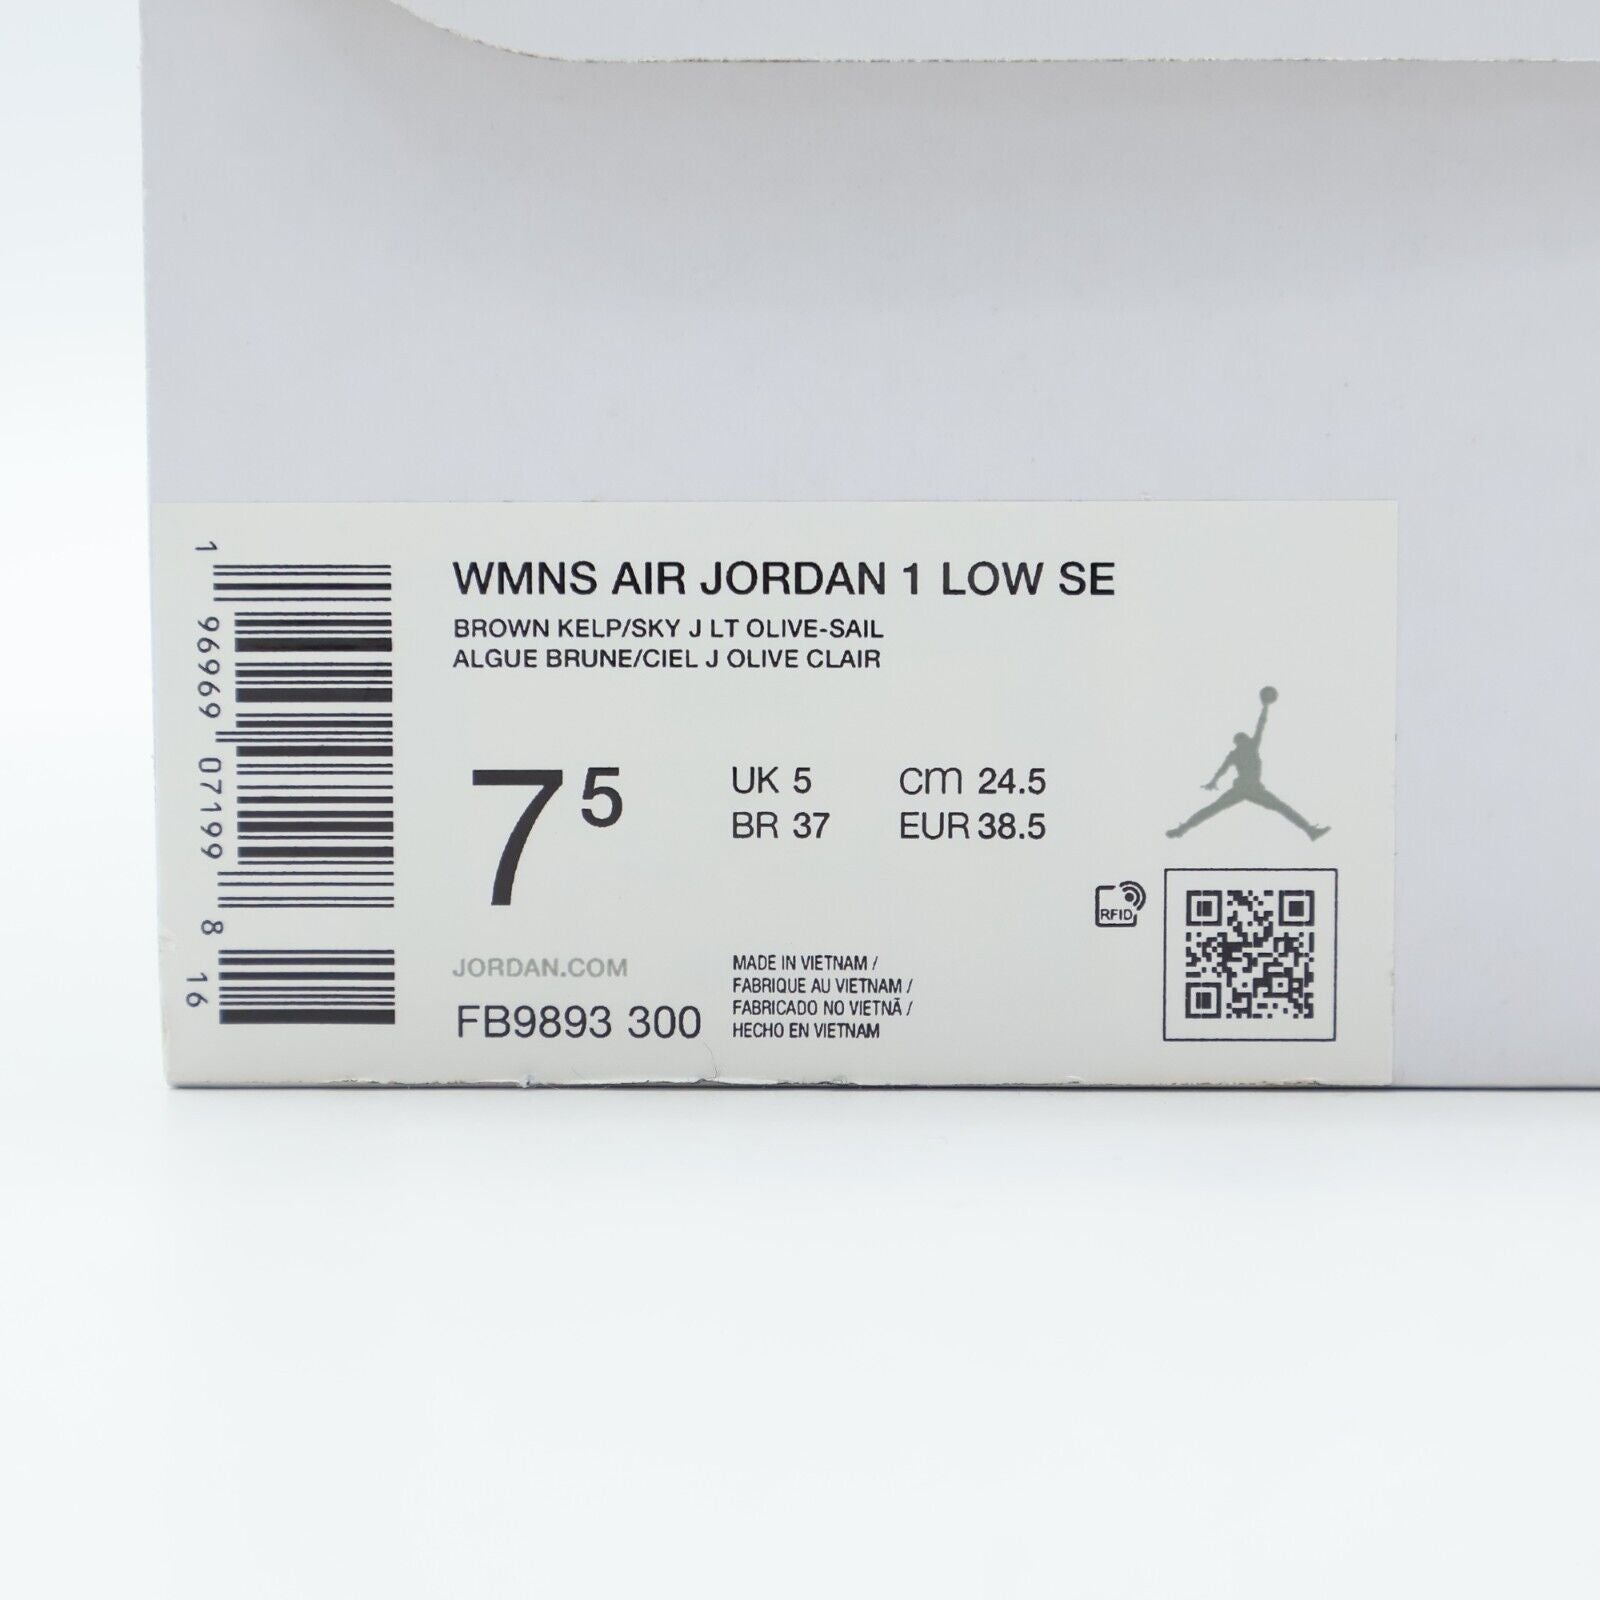 WMNS AIR JORDAN 1 LOW SE
BROWN KELP/SKY J LT OLIVE-SAIL
ALGUE BRUNE/CIEL J OLIVE CLAIR
7 5
UK 5
BR 37
cm 24.5
EUR 38.5
RFID
JORDAN.COM
FB9893 300
MADE IN VIETNAM /
FABRIQUE AU VIETNAM /
FABRICADO NO VIETNÃ /
HECHO EN VIETNAM
1 96969 07199 8 16